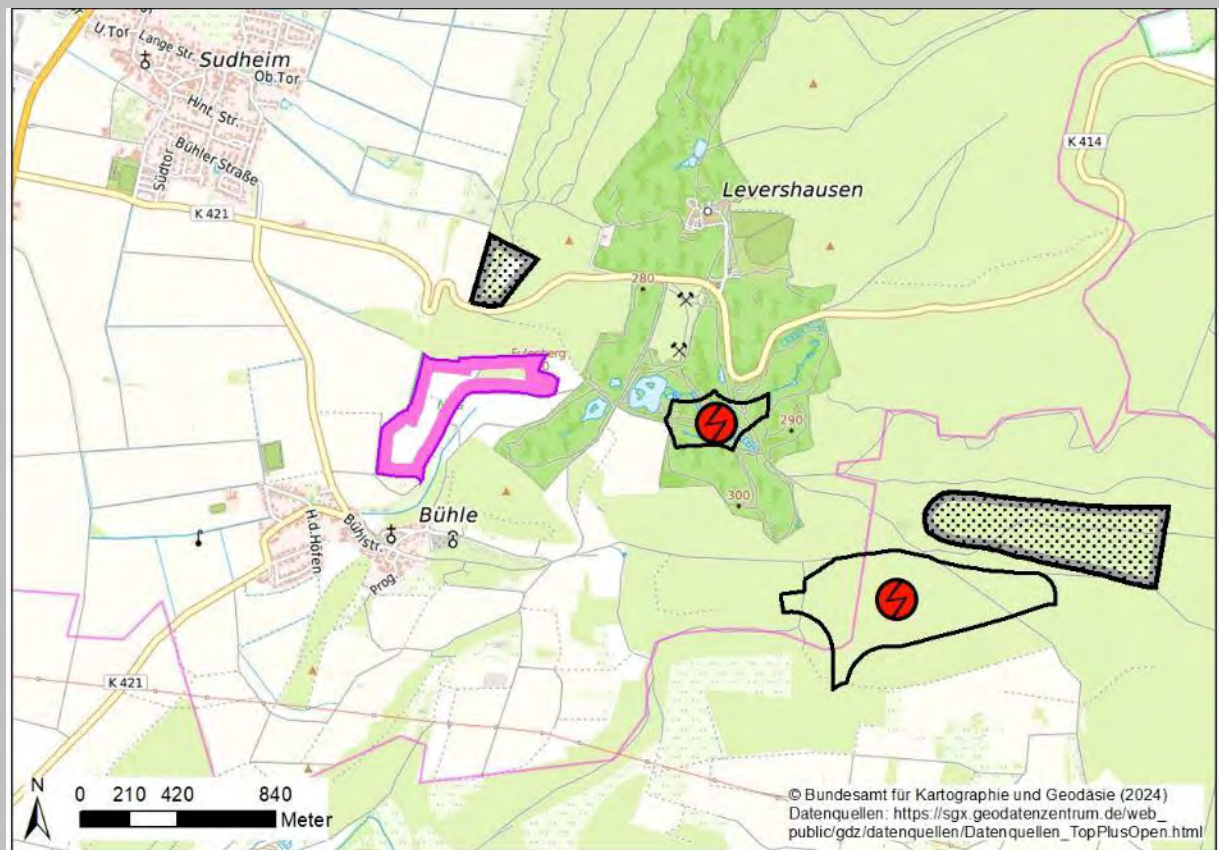 U.Tor
Lange Str.
Sudheim
Ob.Tor
Hint. Str.
Bühler Straße
Südtor
K 421
K 414
Levershausen
280
290
300
Bühle
H.d.Höfen
Bühlstr.
Prog.
K 421
N
0 210 420 840
Meter
© Bundesamt für Kartographie und Geodäsie (2024)
Datenquellen: https://sgx.geodatenzentrum.de/web_
public/gdz/datenquellen/Datenquellen_TopPlusOpen.html